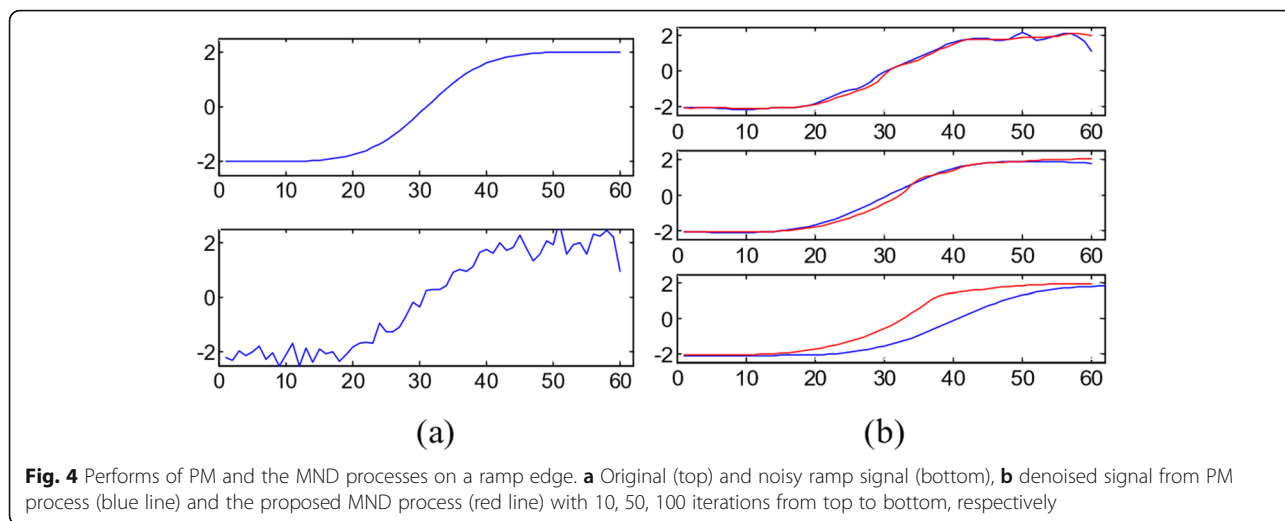 2
0
-2
0 10 20 30 40 50 60
2
0
-2
0 10 20 30 40 50 60
(a)
2
0
-2
0 10 20 30 40 50 60
2
0
-2
0 10 20 30 40 50 60
2
0
-2
0 10 20 30 40 50 60
(b)
Fig. 4 Performs of PM and the MND processes on a ramp edge. a Original (top) and noisy ramp signal (bottom), b denoised signal from PM
process (blue line) and the proposed MND process (red line) with 10, 50, 100 iterations from top to bottom, respectively